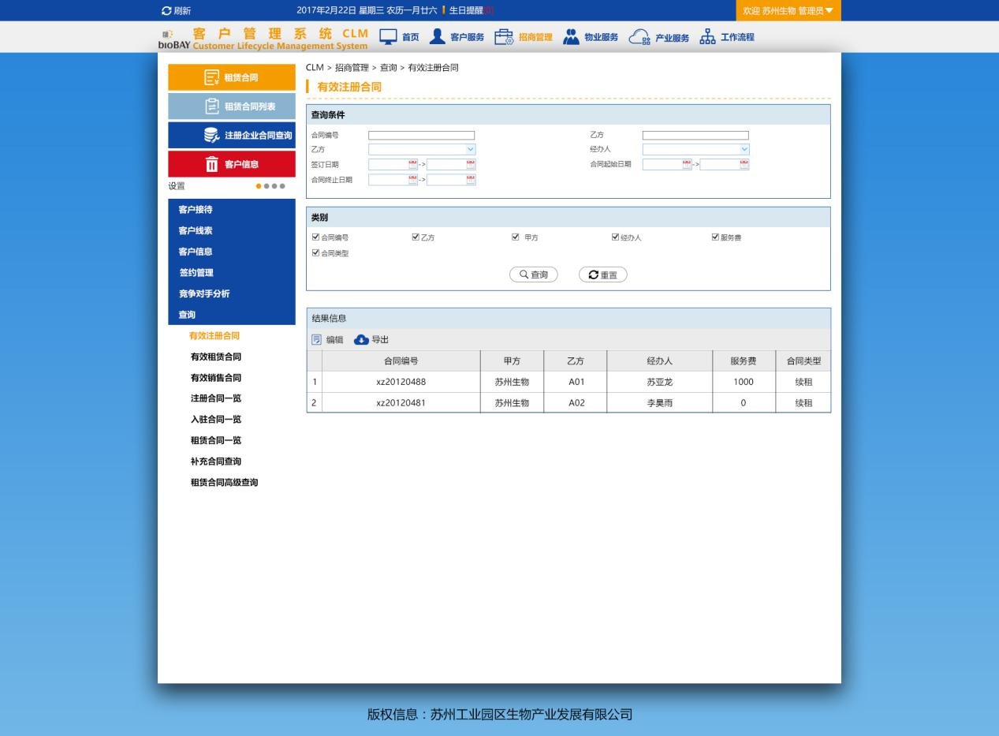 刷新
2017年2月22日 星期三 农历一月廿六 生日提醒[0]
欢迎 苏州生物 管理员
bioBAY
客户管理系统 CLM
Customer Lifecycle Management System
首页
客户服务
招商管理
物业服务
产业服务
工作流程
租赁合同
租赁合同列表
注册企业合同查询
客户信息
设置
客户接待
客户线索
客户信息
签约管理
竞争对手分析
查询
有效注册合同
有效租赁合同
有效销售合同
注册合同一览
入驻合同一览
租赁合同一览
补充合同查询
租赁合同高级查询
CLM > 招商管理 > 查询 > 有效注册合同
有效注册合同
查询条件
合同编号 乙方
乙方 经办人
签订日期 -> 合同起始日期 ->
合同终止日期 ->
类别
合同编号 乙方 甲方 经办人 服务费
合同类型
查询 重置
结果信息
编辑 导出
合同编号 甲方 乙方 经办人 服务费 合同类型
1 xz20120488 苏州生物 A01 苏亚龙 1000 续租
2 xz20120481 苏州生物 A02 李昊雨 0 续租
版权信息：苏州工业园区生物产业发展有限公司